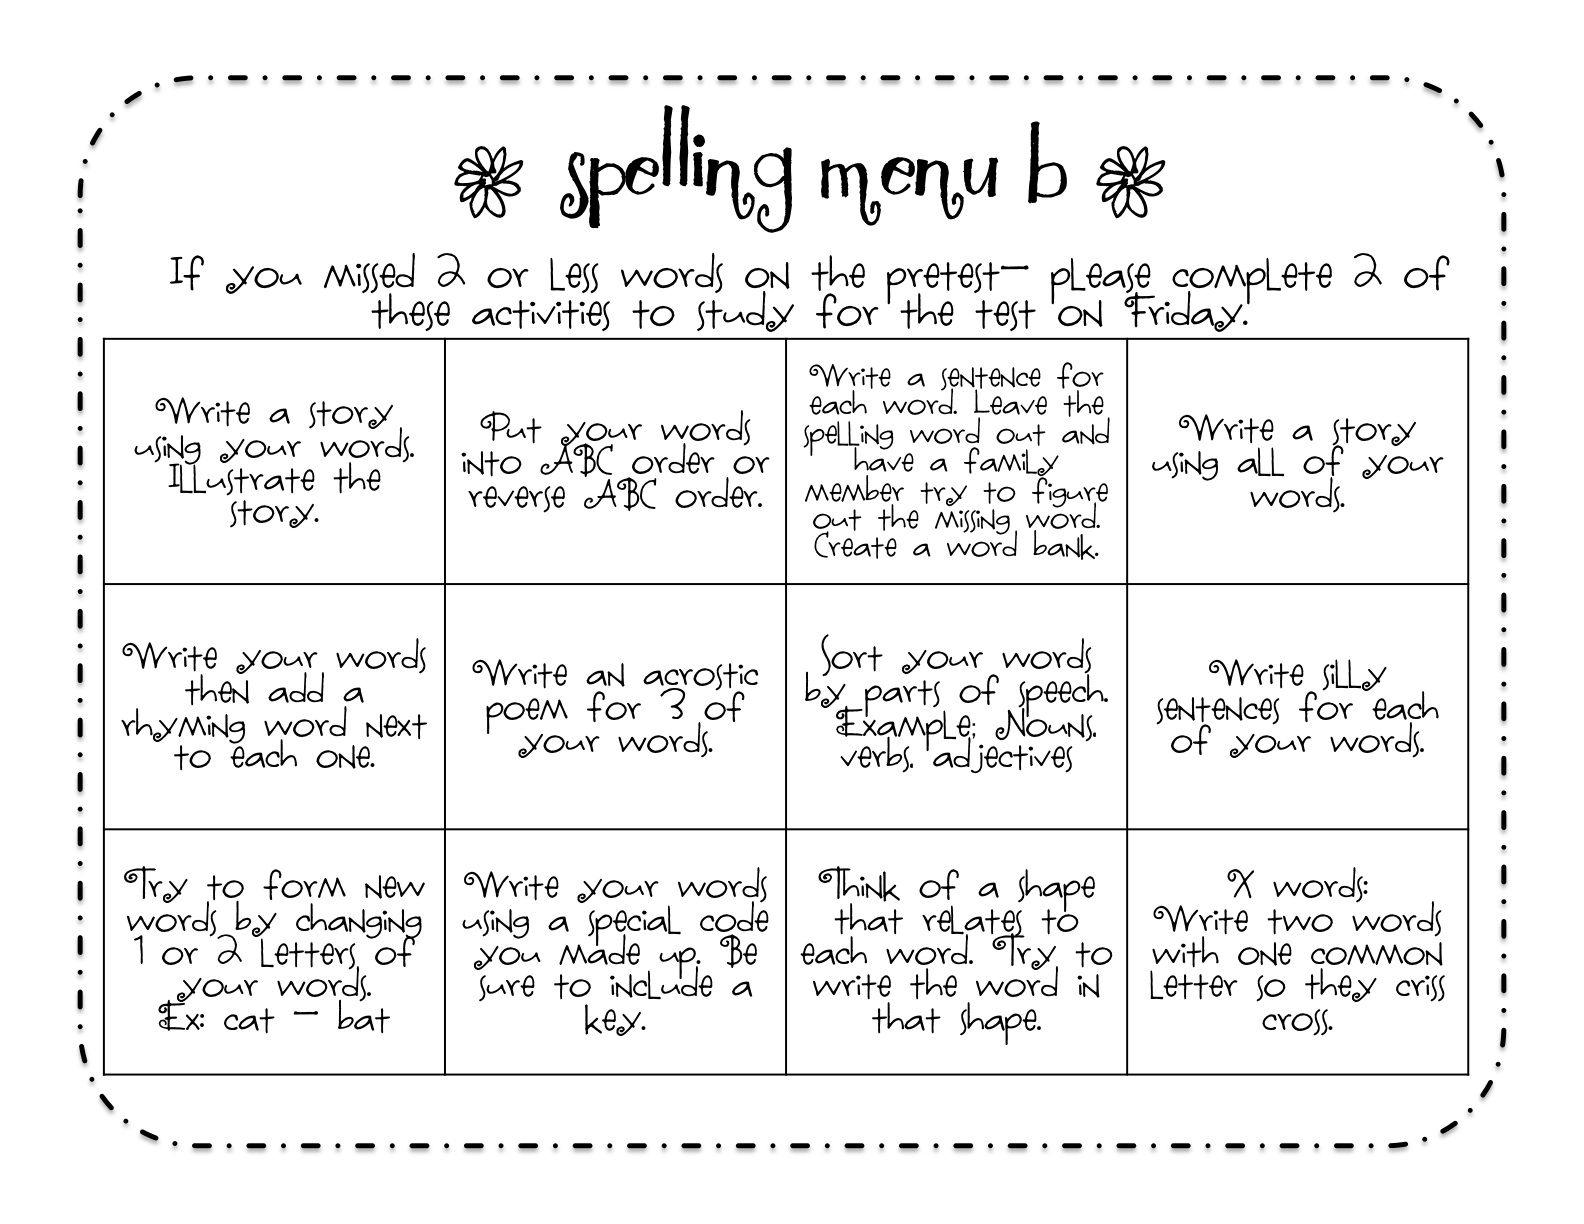 spelling menu b
If you missed 2 or less words on the pretest– please complete 2 of
these activities to study for the test on Friday.
Write a story
using your words.
Illustrate the
story.
Put your words
into ABC order or
reverse ABC order.
Write a sentence for
each word. Leave the
spelling word out and
have a family
member try to figure
out the missing word.
Create a word bank.
Write a story
using all of your
words.
Write your words
then add a
rhyming word next
to each one.
Write an acrostic
poem for 3 of
your words.
Sort your words
by parts of speech.
Example; Nouns,
verbs, adjectives
Write silly
sentences for each
of your words.
Try to form new
words by changing
1 or 2 letters of
your words.
Ex: cat – bat
Write your words
using a special code
you made up. Be
sure to include a
key.
Think of a shape
that relates to
each word. Try to
write the word in
that shape.
X words:
Write two words
with one common
letter so they criss
cross.